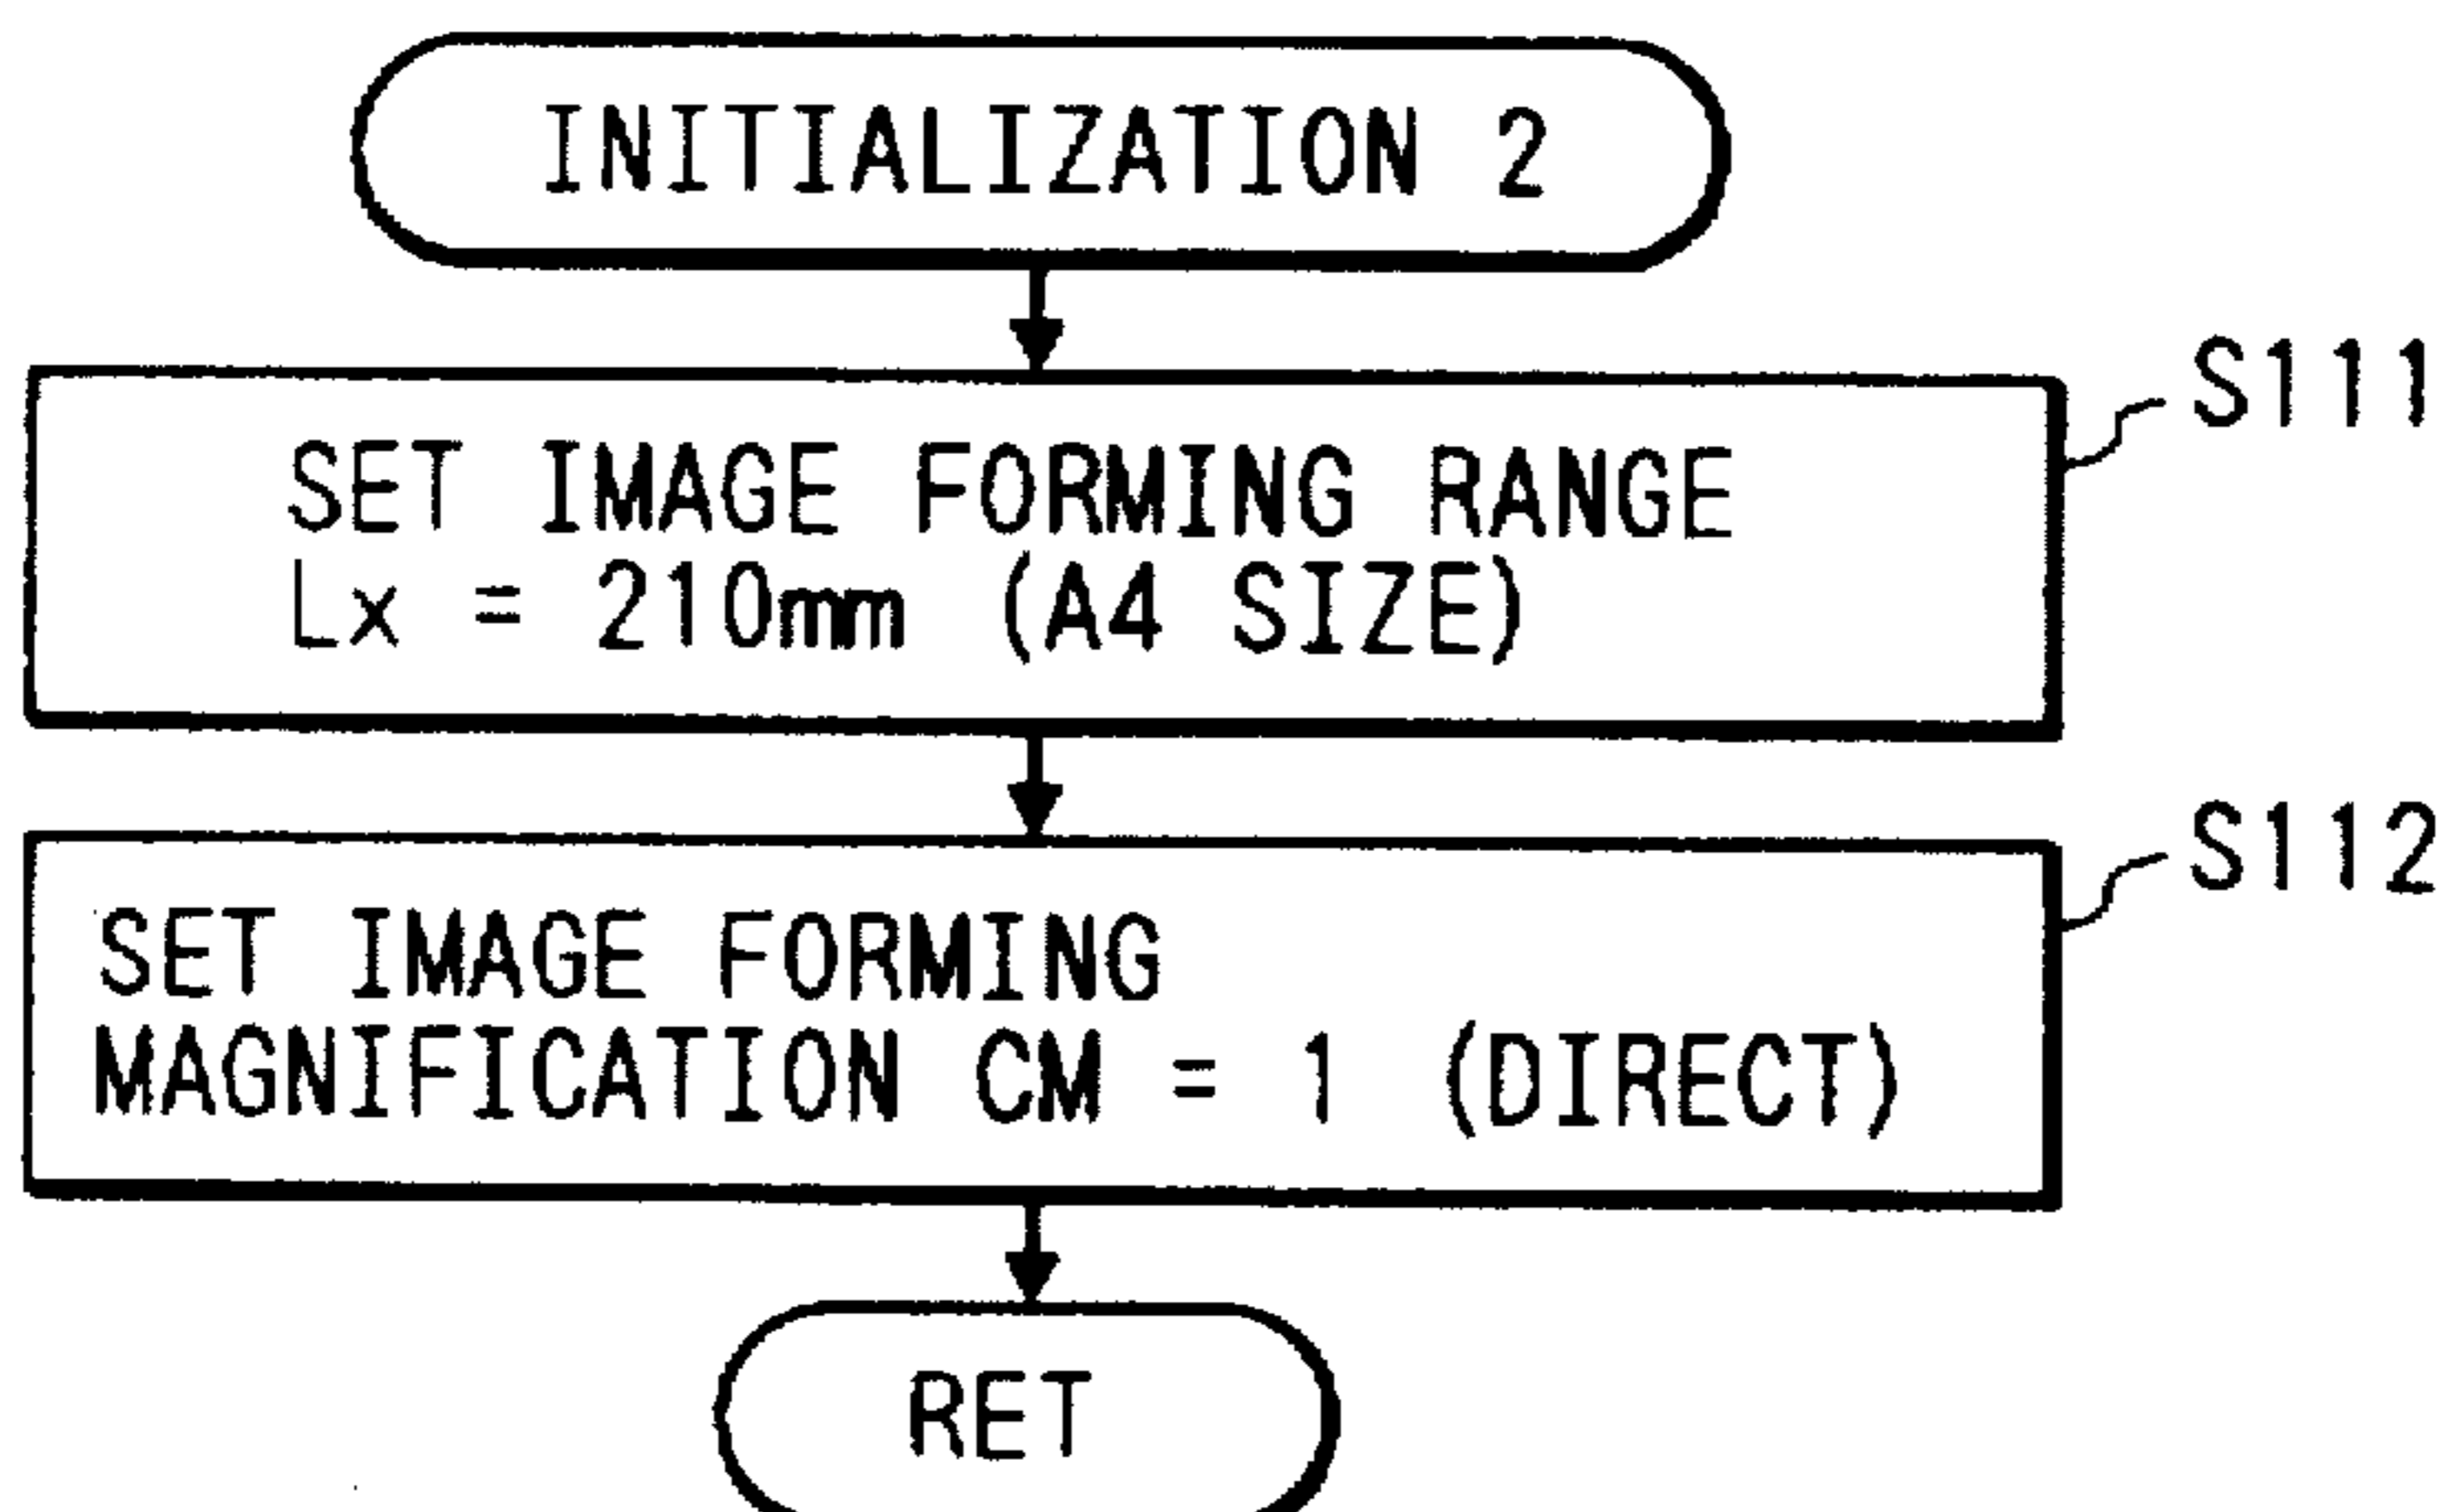 INITIALIZATION 2
S111
SET IMAGE FORMING RANGE
Lx = 210mm (A4 SIZE)
S112
SET IMAGE FORMING
MAGNIFICATION CM = 1 (DIRECT)
RET